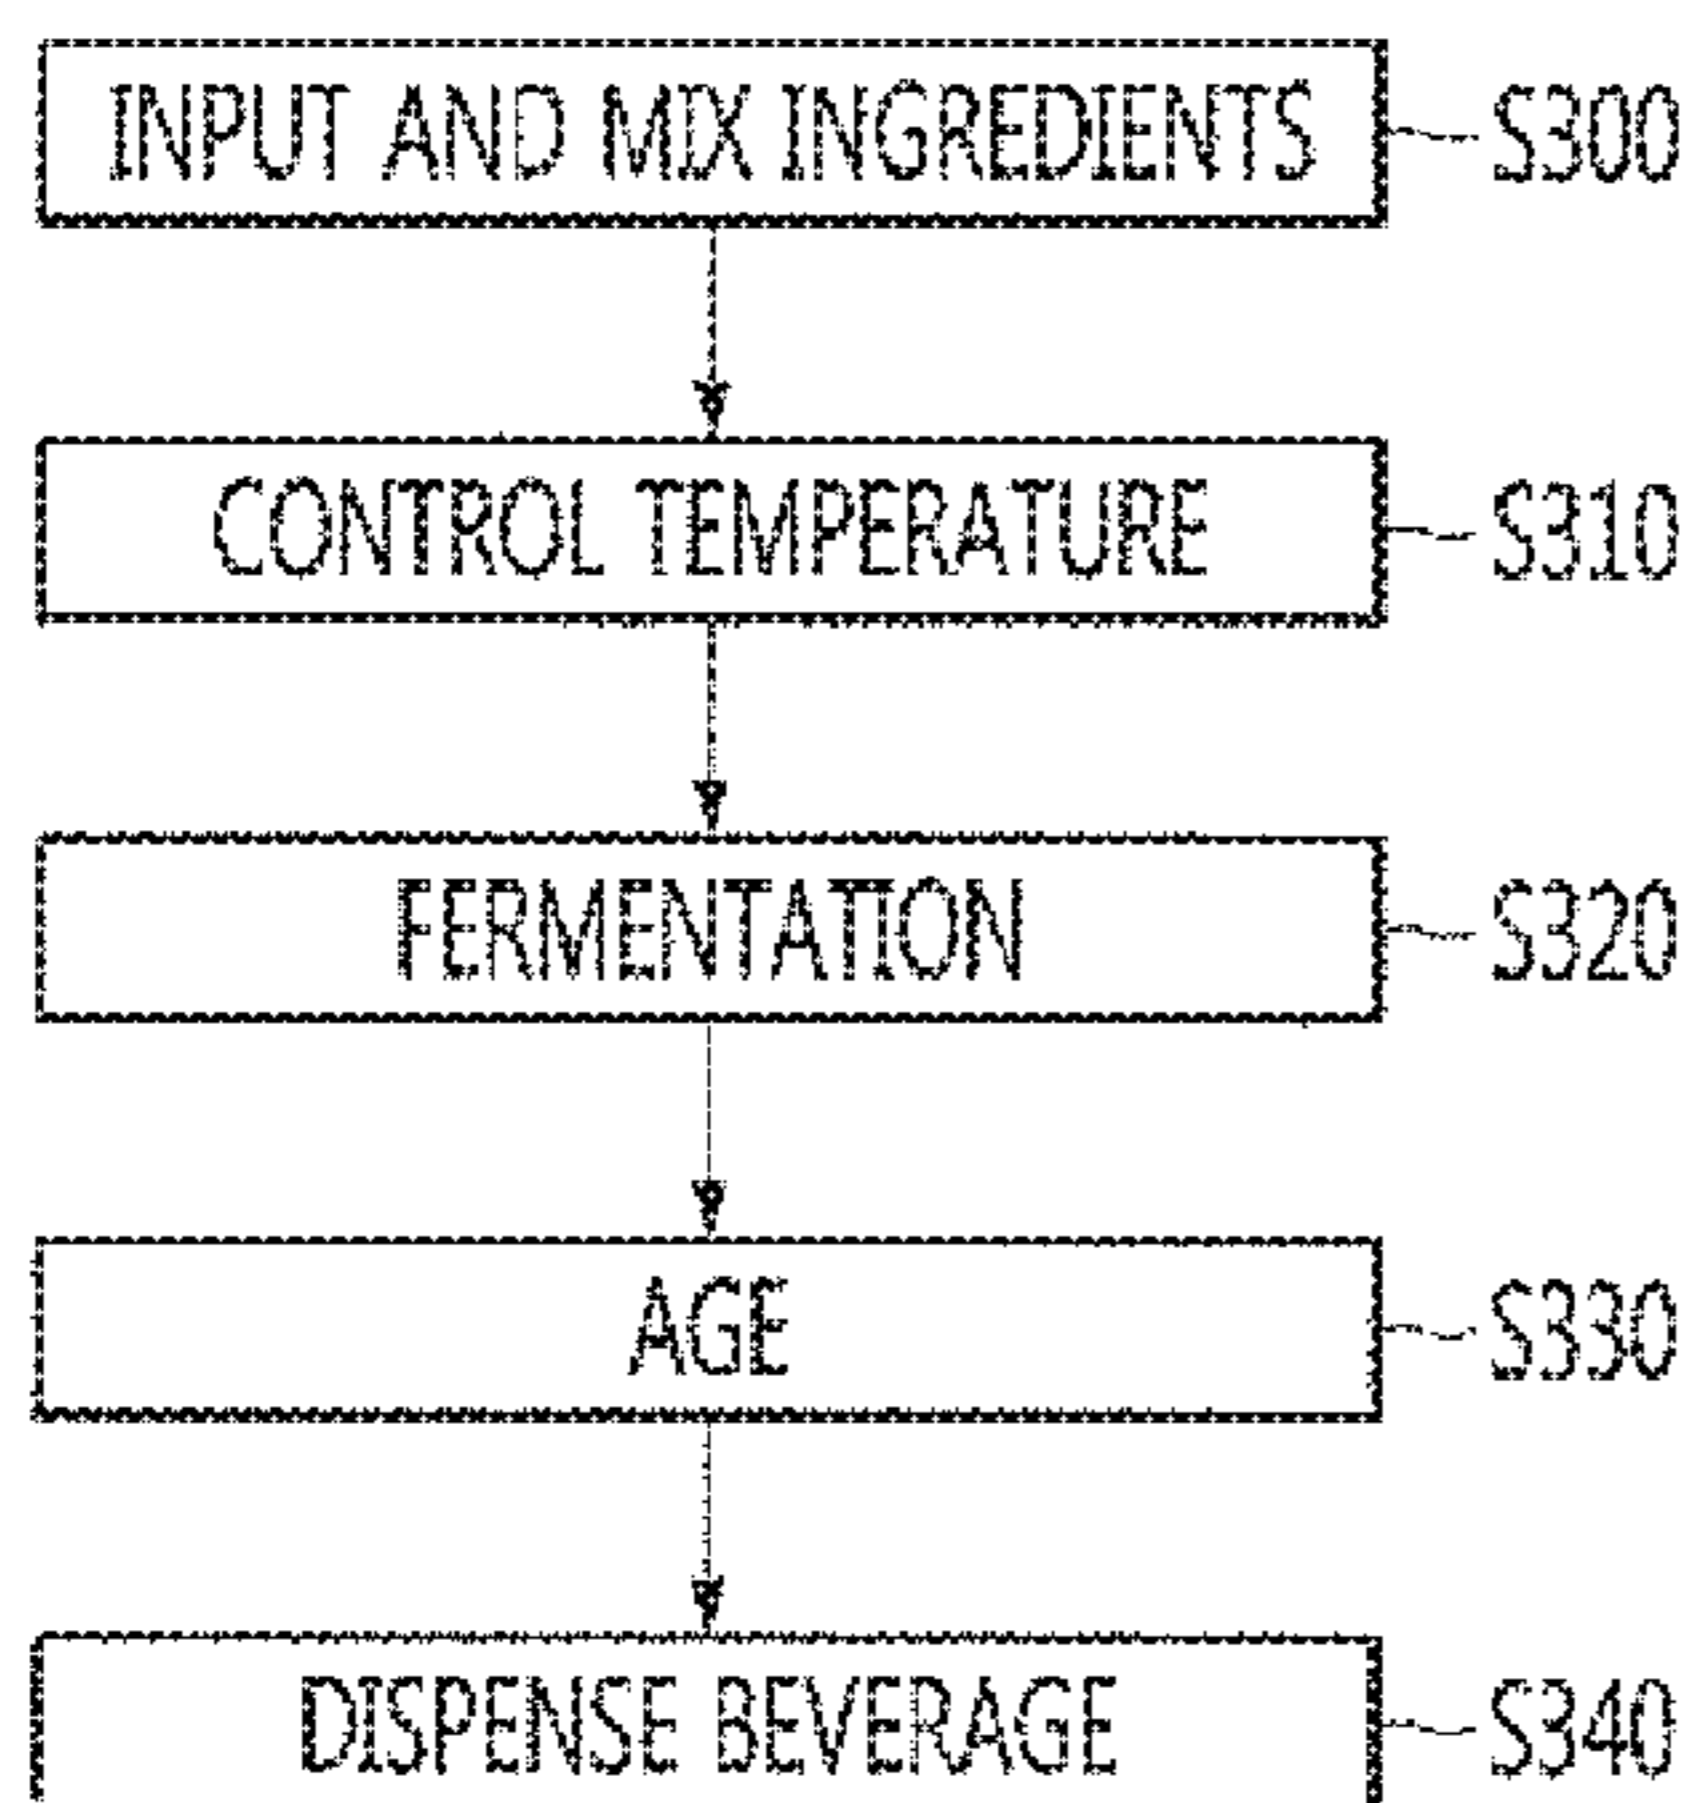 INPUT AND MIX INGREDIENTS S300
CONTROL TEMPERATURE S310
FERMENTATION S320
AGE S330
DISPENSE BEVERAGE S340